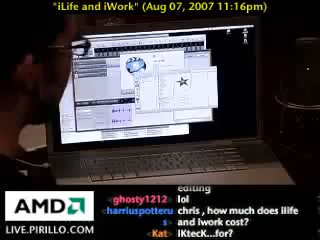 "iLife and iWork" (Aug 07, 2007 11:16pm)
editing
<ghosty1212> lol
<harriuspotteru chris , how much does ilife
s> and iwork cost?
<Kat> iKtecK...for?
AMD
LIVE.PIRILLO.COM